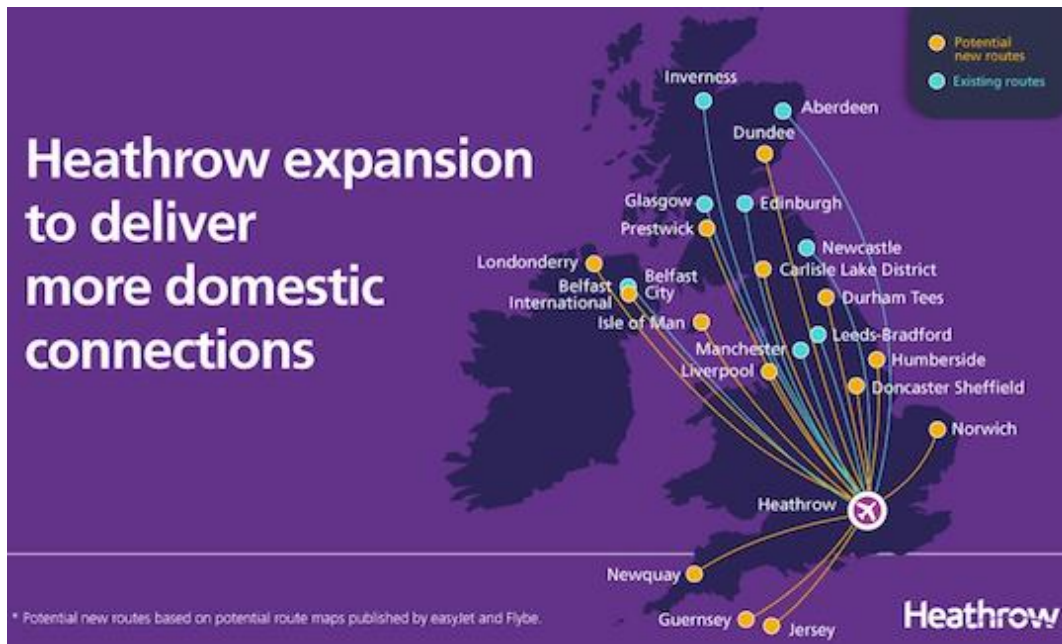 Potential
new routes
Existing routes
Heathrow expansion
to deliver
more domestic
connections
Inverness
Aberdeen
Dundee
Glasgow
Edinburgh
Prestwick
Newcastle
Londonderry
Carlisle Lake District
Belfast
International
Belfast
City
Durham Tees
Isle of Man
Leeds-Bradford
Manchester
Humberside
Liverpool
Doncaster Sheffield
Norwich
Heathrow
Newquay
Guernsey
Jersey
* Potential new routes based on potential route maps published by easyJet and Flybe.
Heathrow